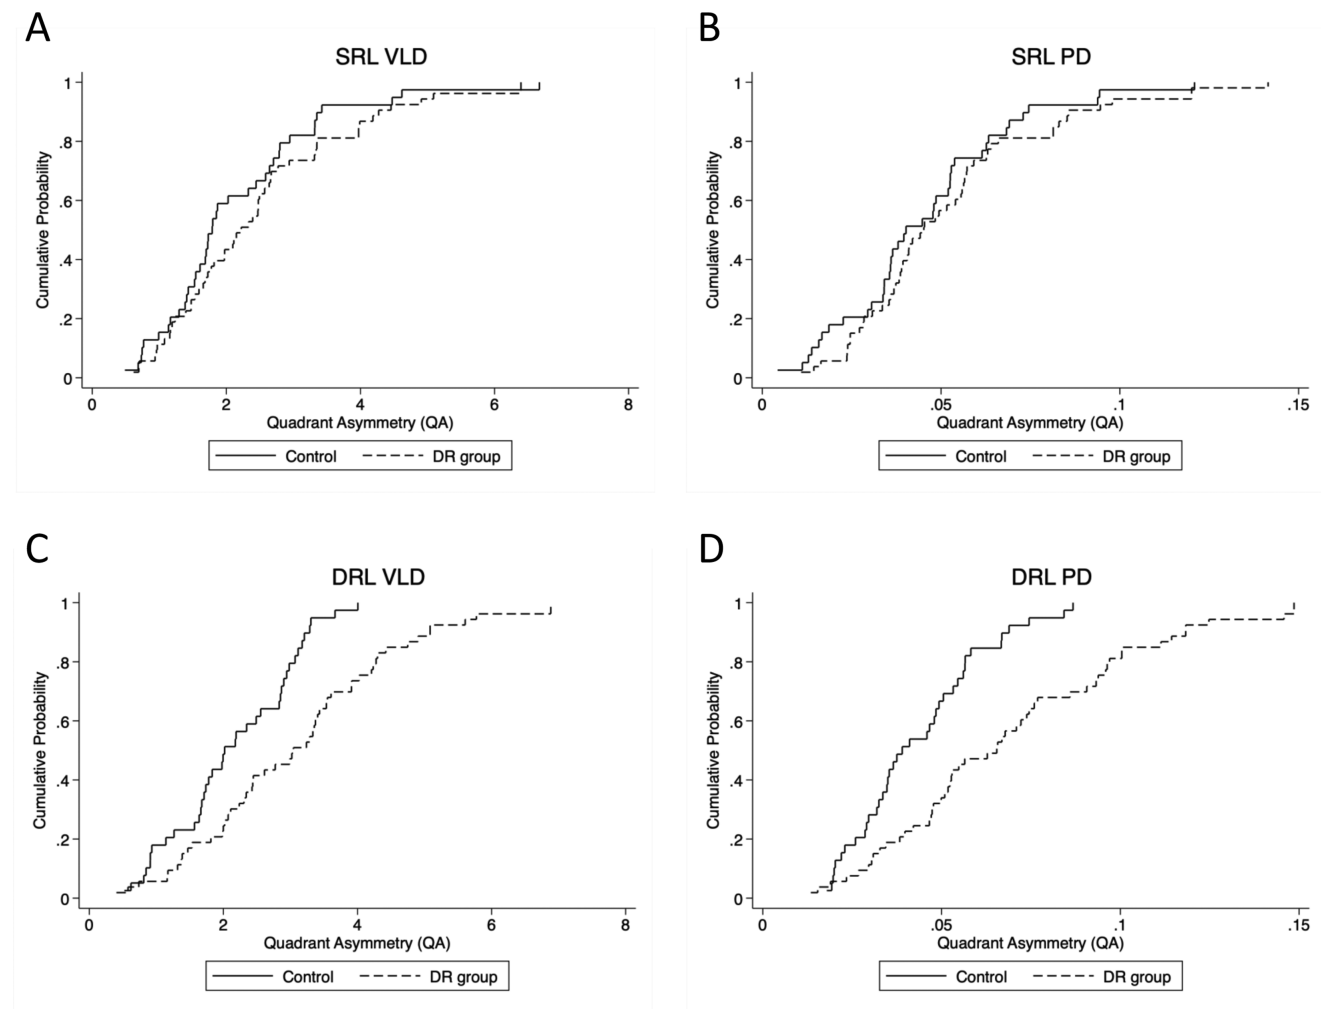 A
SRL VLD
Cumulative Probability
1
.8
.6
.4
.2
0
0 2 4 6 8
Quadrant Asymmetry (QA)
Control DR group
B
SRL PD
Cumulative Probability
1
.8
.6
.4
.2
0
0 .05 .1 .15
Quadrant Asymmetry (QA)
Control DR group
C
DRL VLD
Cumulative Probability
1
.8
.6
.4
.2
0
0 2 4 6 8
Quadrant Asymmetry (QA)
Control DR group
D
DRL PD
Cumulative Probability
1
.8
.6
.4
.2
0
0 .05 .1 .15
Quadrant Asymmetry (QA)
Control DR group